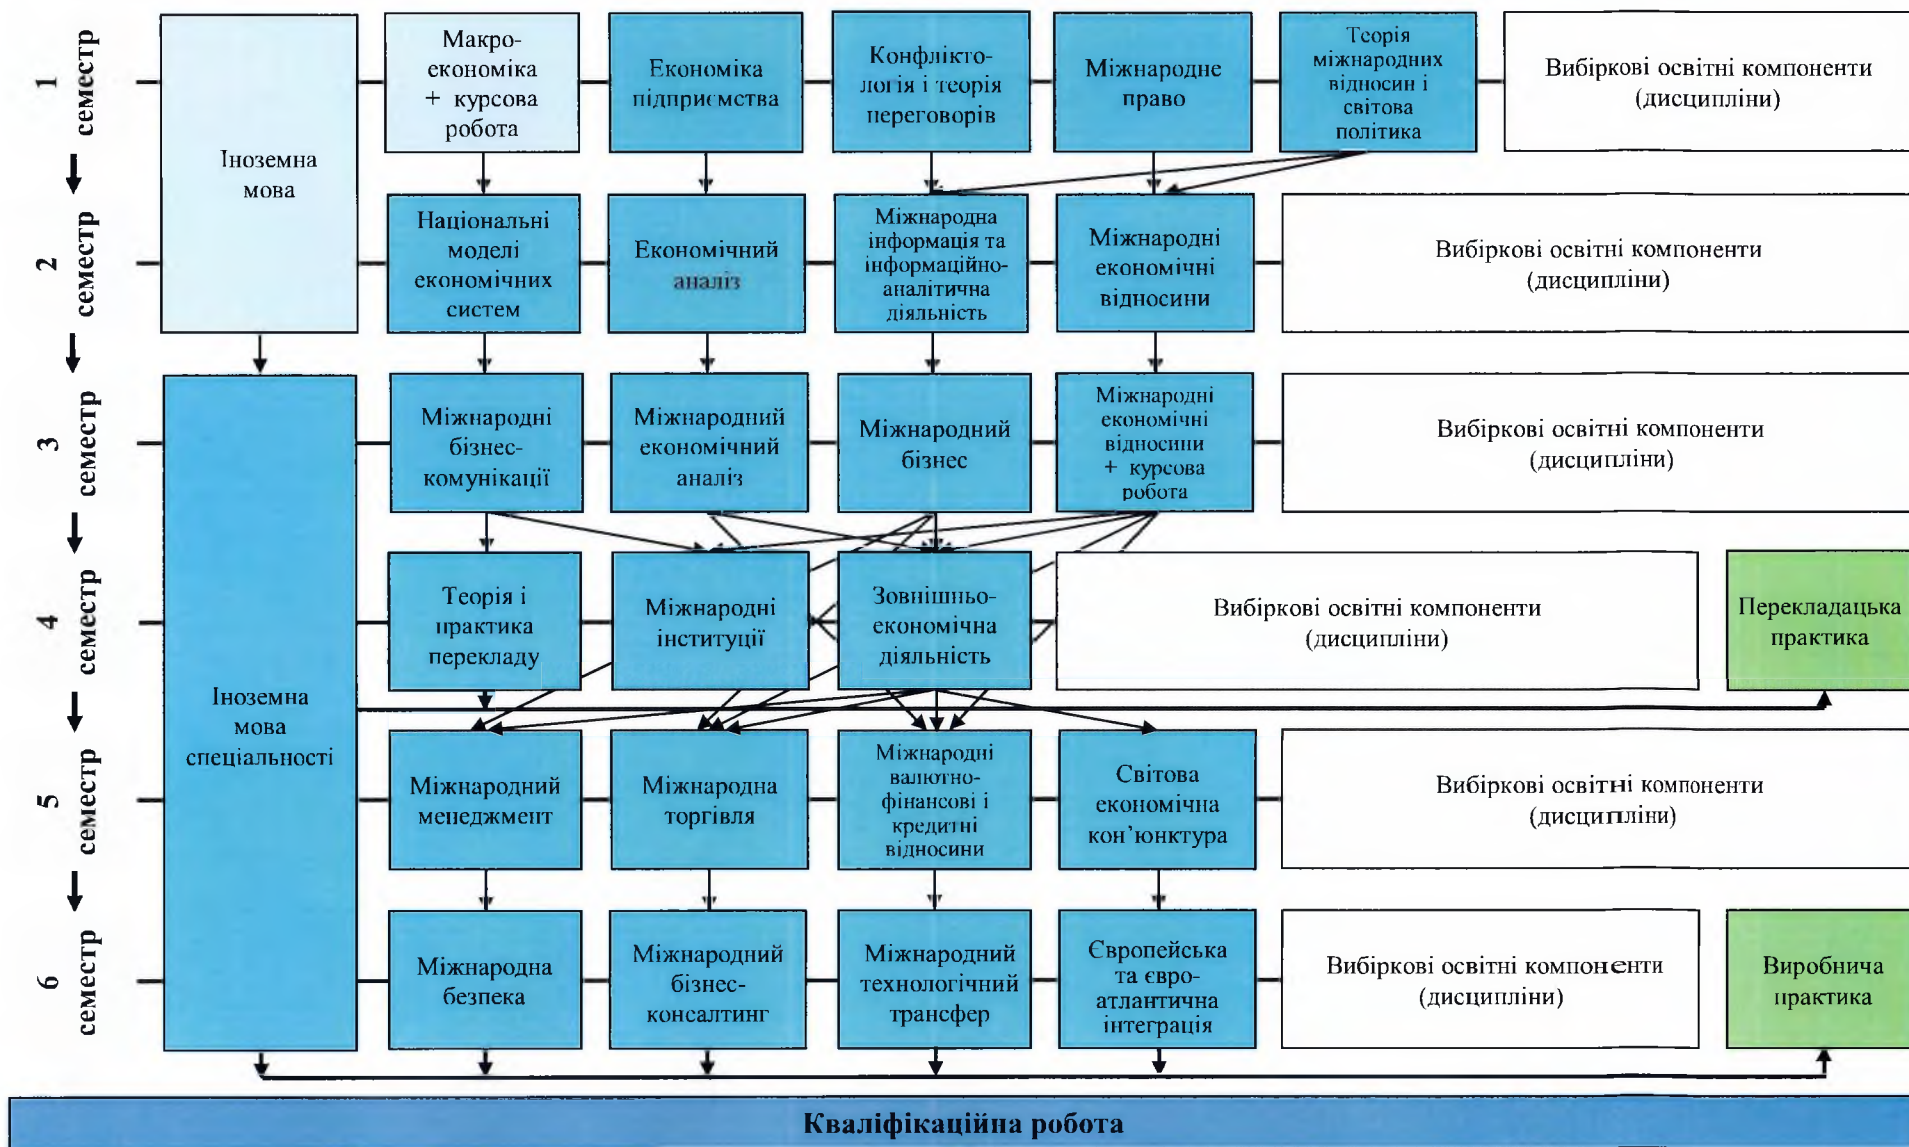 1
семестр
Макро-
економіка
+ курсова
робота
Економіка
підприємства
Конфлікто-
логія і теорія
переговорів
Міжнародне
право
Теорія
міжнародних
відносин і
світова
політика
Вибіркові освітні компоненти
(дисципліни)
Іноземна
мова
2
семестр
Національні
моделі
економічних
систем
Економічний
аналіз
Міжнародна
інформація та
інформаційно-
аналітична
діяльність
Міжнародні
економічні
відносини
Вибіркові освітні компоненти
(дисципліни)
3
семестр
Міжнародні
бізнес-
комунікації
Міжнародний
економічний
аналіз
Міжнародний
бізнес
Міжнародні
економічні
відносини
+ курсова
робота
Вибіркові освітні компоненти
(дисципліни)
4
семестр
Теорія і
практика
перекладу
Міжнародні
інституції
Зовнішньо-
економічна
діяльність
Вибіркові освітні компоненти
(дисципліни)
Перекладацька
практика
Іноземна
мова
спеціальності
5
семестр
Міжнародний
менеджмент
Міжнародна
торгівля
Міжнародні
валютно-
фінансові і
кредитні
відносини
Світова
економічна
кон’юнктура
Вибіркові освітні компоненти
(дисципліни)
6
семестр
Міжнародна
безпека
Міжнародний
бізнес-
консалтинг
Міжнародний
технологічний
трансфер
Європейська
та євро-
атлантична
інтеграція
Вибіркові освітні компоненти
(дисципліни)
Виробнича
практика
Кваліфікаційна робота